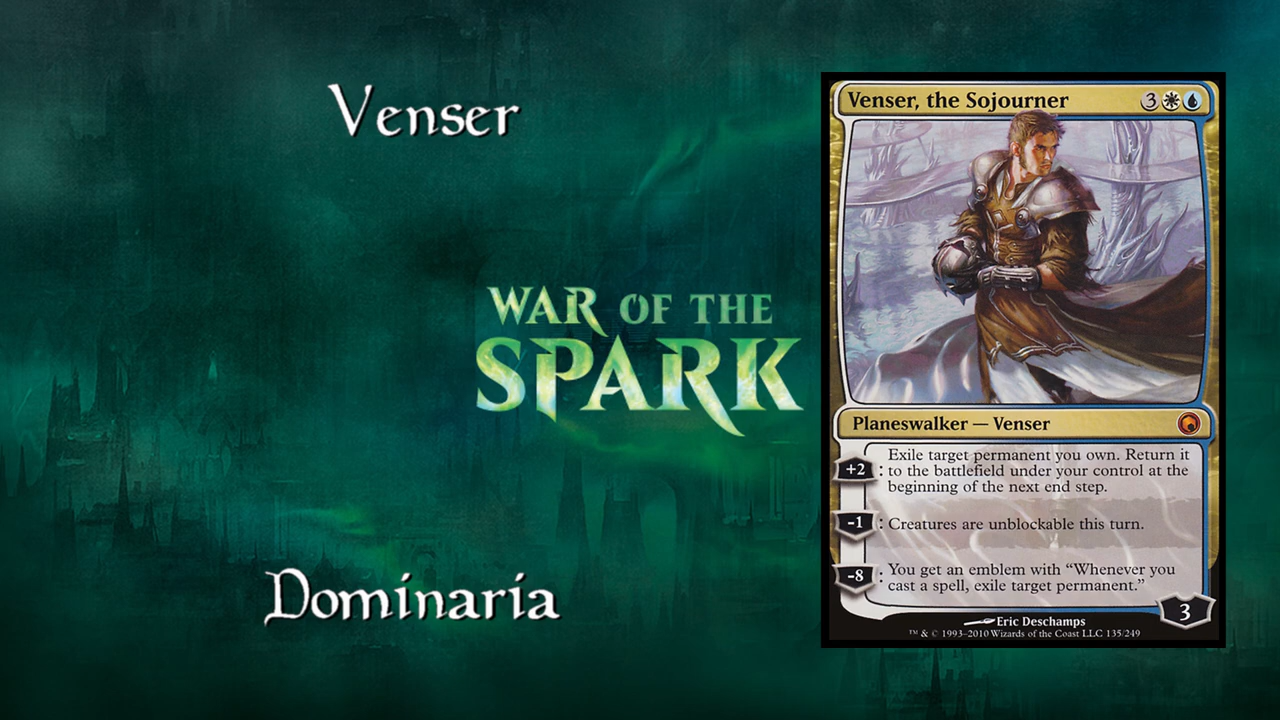 Venser
WAR OF THE
SPARK
Dominaria
Venser, the Sojourner
3
Planeswalker — Venser
+2 : Exile target permanent you own. Return it
to the battlefield under your control at the
beginning of the next end step.
-1 : Creatures are unblockable this turn.
-8 : You get an emblem with “Whenever you
cast a spell, exile target permanent.”
3
Eric Deschamps
™ & © 1993–2010 Wizards of the Coast LLC 135/249